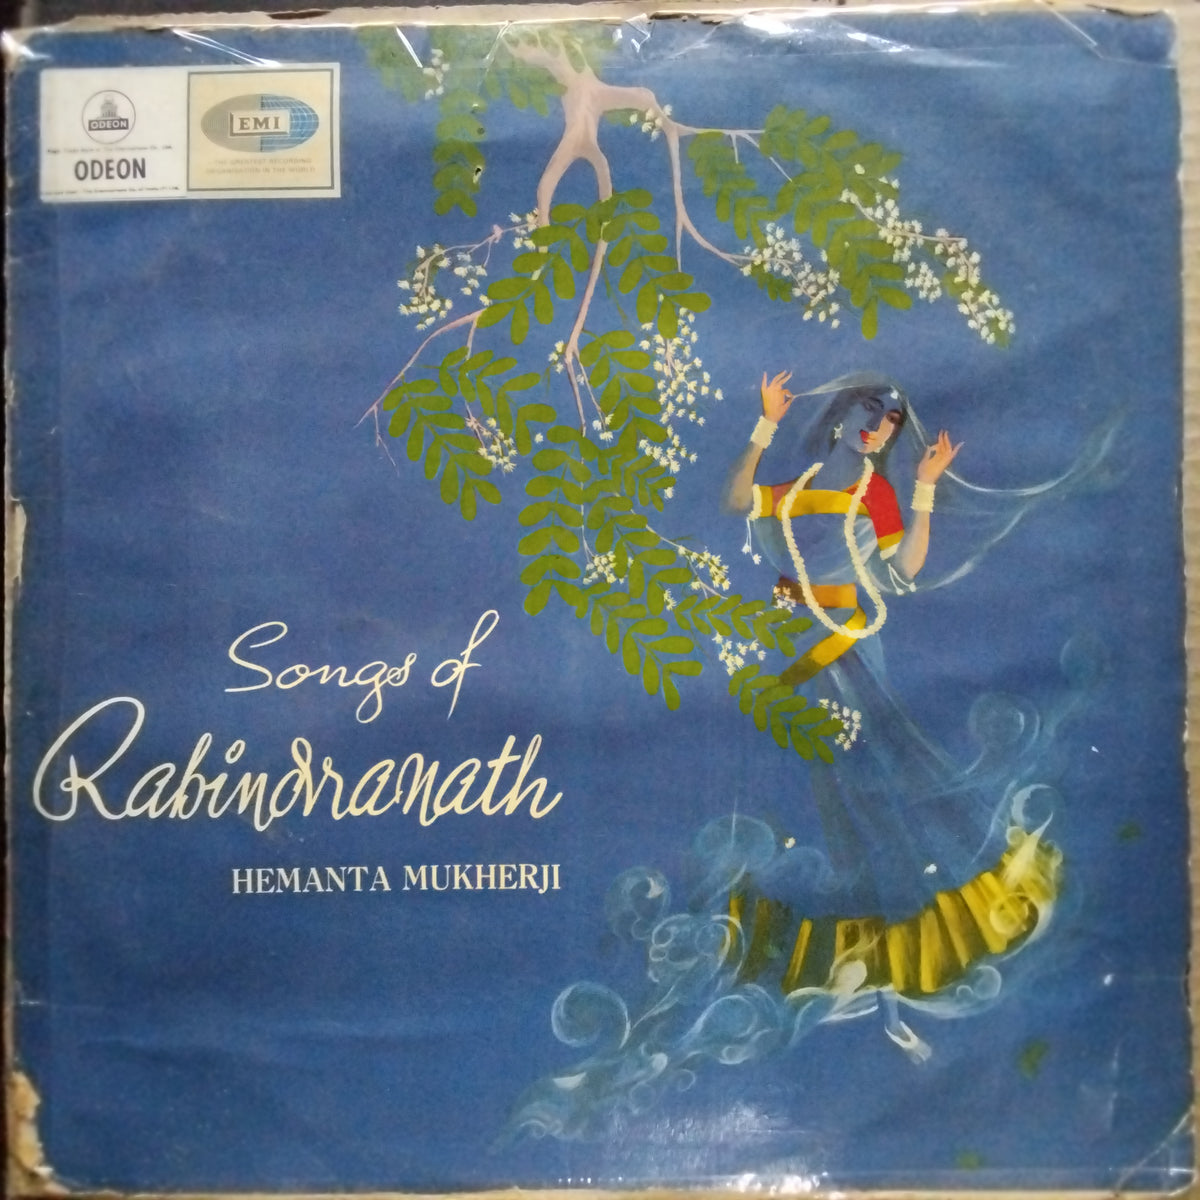 ODEON
ODEON
EMI
THE GREATEST RECORDING
ORGANISATION IN THE WORLD
Songs of
Rabindranath
HEMANTA MUKHERJI